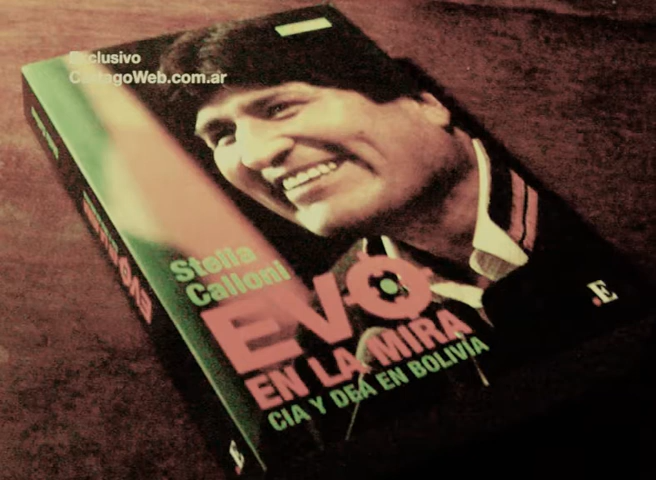 Exclusivo
CartagoWeb.com.ar
Stella
Calloni
EVO
EN LA MIRA
CIA Y DEA EN BOLIVIA
.E